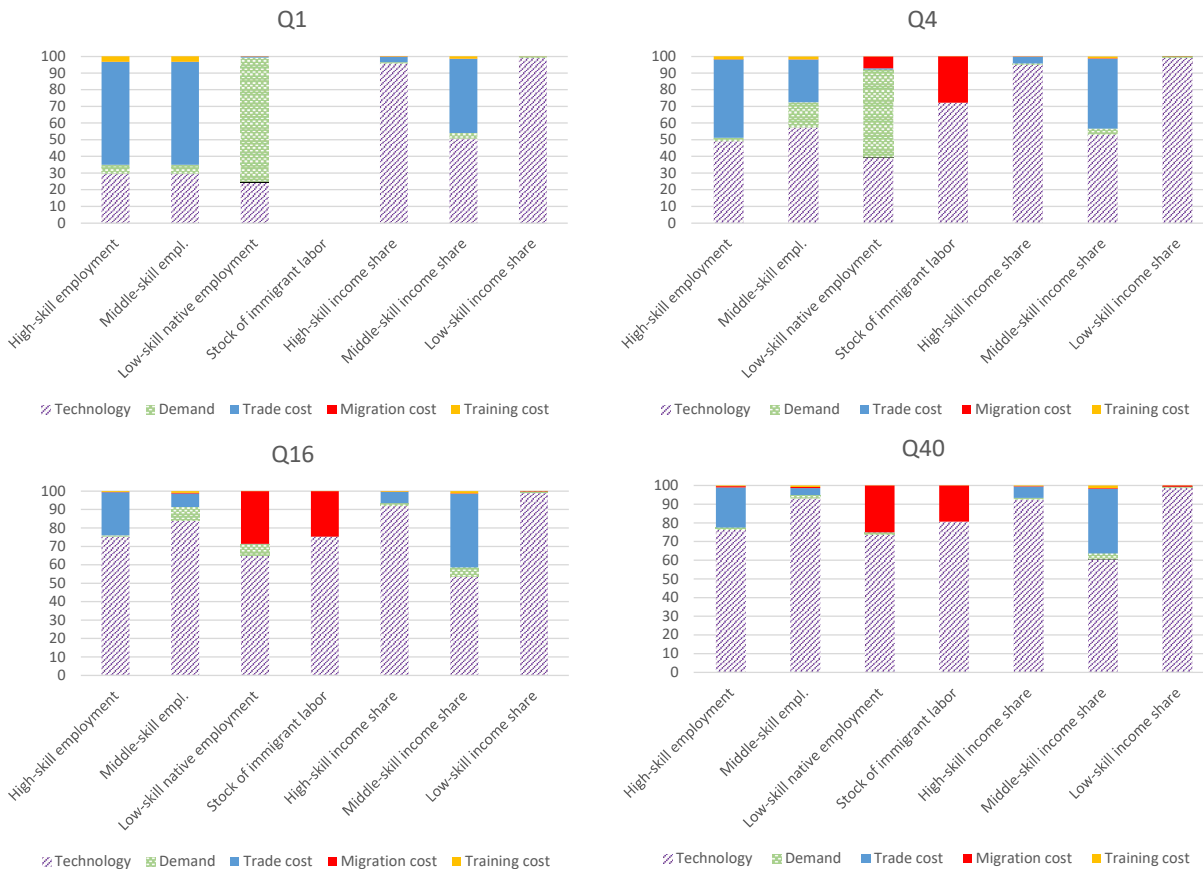 Q1
100
90
80
70
60
50
40
30
20
10
0
High-skill employment
Middle-skill empl.
Low-skill native employment
Stock of immigrant labor
High-skill income share
Middle-skill income share
Low-skill income share
Technology Demand Trade cost Migration cost Training cost
Q4
100
90
80
70
60
50
40
30
20
10
0
High-skill employment
Middle-skill empl.
Low-skill native employment
Stock of immigrant labor
High-skill income share
Middle-skill income share
Low-skill income share
Technology Demand Trade cost Migration cost Training cost
Q16
100
90
80
70
60
50
40
30
20
10
0
High-skill employment
Middle-skill empl.
Low-skill native employment
Stock of immigrant labor
High-skill income share
Middle-skill income share
Low-skill income share
Technology Demand Trade cost Migration cost Training cost
Q40
100
90
80
70
60
50
40
30
20
10
0
High-skill employment
Middle-skill empl.
Low-skill native employment
Stock of immigrant labor
High-skill income share
Middle-skill income share
Low-skill income share
Technology Demand Trade cost Migration cost Training cost